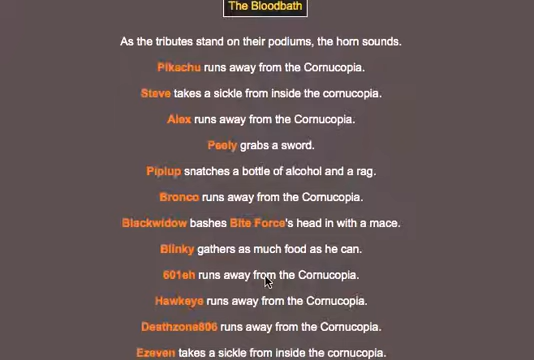 The Bloodbath
As the tributes stand on their podiums, the horn sounds.
Pikachu runs away from the Cornucopia.
Steve takes a sickle from inside the cornucopia.
Alex runs away from the Cornucopia.
Peely grabs a sword.
Piplup snatches a bottle of alcohol and a rag.
Bronco runs away from the Cornucopia.
Blackwidow bashes Bite Force's head in with a mace.
Blinky gathers as much food as he can.
601eh runs away from the Cornucopia.
Hawkeye runs away from the Cornucopia.
Deathzone806 runs away from the Cornucopia.
Ezeven takes a sickle from inside the cornucopia.